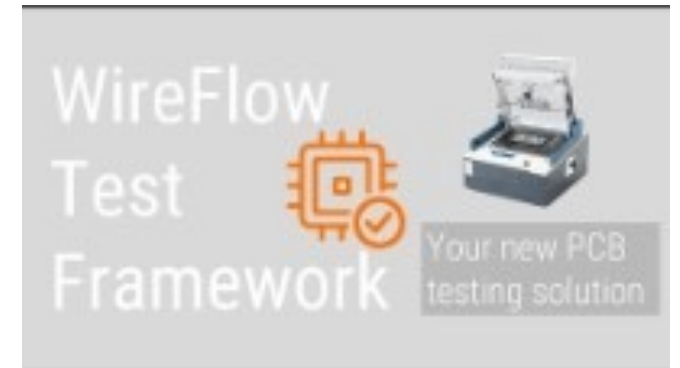 WireFlow
Test
Framework
Your new PCB
testing solution